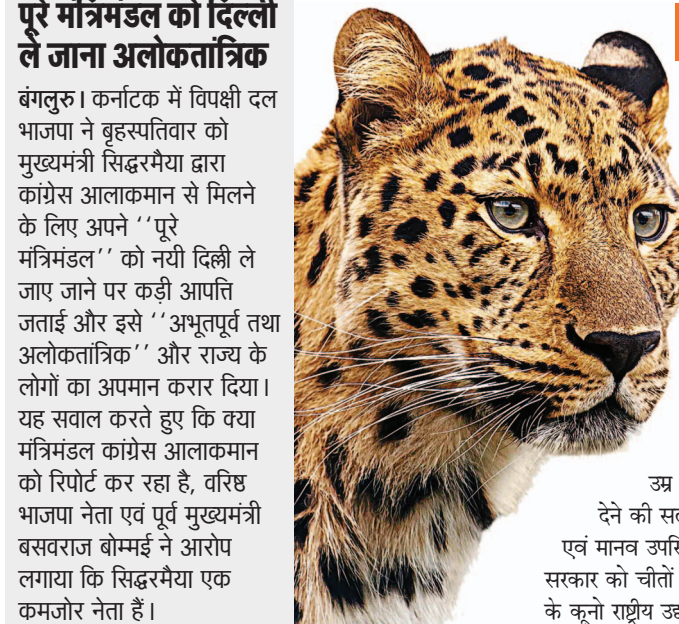 पूरे मंत्रिमंडल को दिल्ली
ले जाना अलोकतांत्रिक
बंगलुरु। कर्नाटक में विपक्षी दल
भाजपा ने बृहस्पतिवार को
मुख्यमंत्री सिद्धरमैया द्वारा
कांग्रेस आलाकमान से मिलने
के लिए अपने ‘‘पूरे
मंत्रिमंडल’’ को नयी दिल्ली ले
जाए जाने पर कड़ी आपत्ति
जताई और इसे ‘‘अभूतपूर्व तथा
अलोकतांत्रिक’’ और राज्य के
लोगों का अपमान करार दिया।
यह सवाल करते हुए कि क्या
मंत्रिमंडल कांग्रेस आलाकमान
को रिपोर्ट कर रहा है, वरिष्ठ
भाजपा नेता एवं पूर्व मुख्यमंत्री
बसवराज बोम्मई ने आरोप
लगाया कि सिद्धरमैया एक
कमजोर नेता हैं।
उम्र
देने की
एवं मानव
सरकार को चीतों
के कूनो राष्ट्रीय